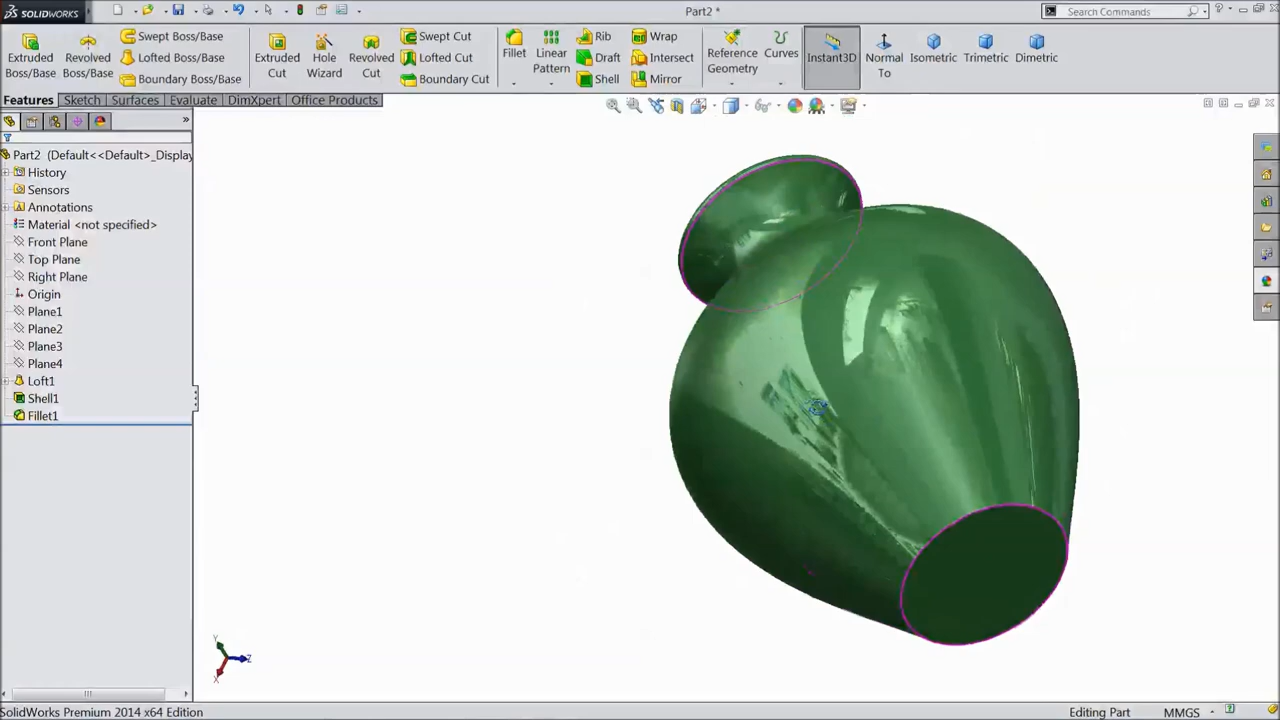 SOLIDWORKS
Part2 *
Search Commands
Extruded Boss/Base
Revolved Boss/Base
Swept Boss/Base
Lofted Boss/Base
Boundary Boss/Base
Extruded Cut
Hole Wizard
Revolved Cut
Swept Cut
Lofted Cut
Boundary Cut
Fillet
Linear Pattern
Rib
Draft
Shell
Wrap
Intersect
Mirror
Reference Geometry
Curves
Instant3D
Normal To
Isometric
Trimetric
Dimetric
Features Sketch Surfaces Evaluate DimXpert Office Products
Part2 (Default<<Default>_Display
History
Sensors
Annotations
Material <not specified>
Front Plane
Top Plane
Right Plane
Origin
Plane1
Plane2
Plane3
Plane4
Loft1
Shell1
Fillet1
Y
Z
X
SolidWorks Premium 2014 x64 Edition
Editing Part
MMGS